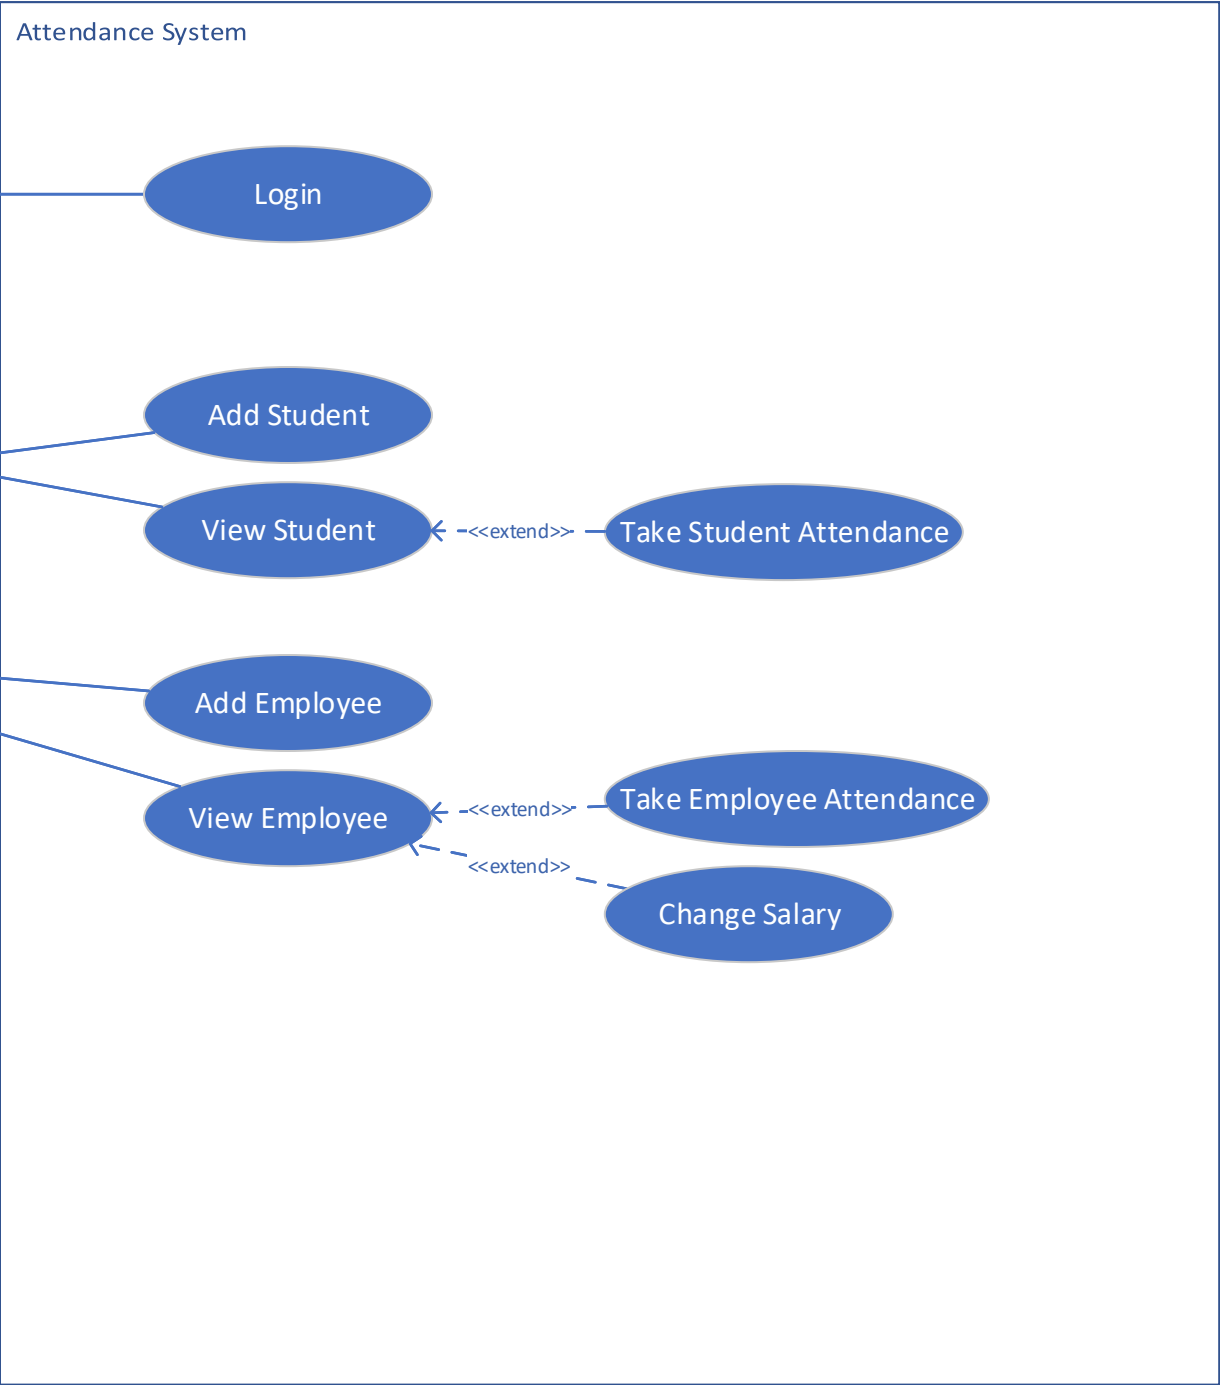 Attendance System
Login
Add Student
View Student
<<extend>>
Take Student Attendance
Add Employee
View Employee
<<extend>>
Take Employee Attendance
<<extend>>
Change Salary